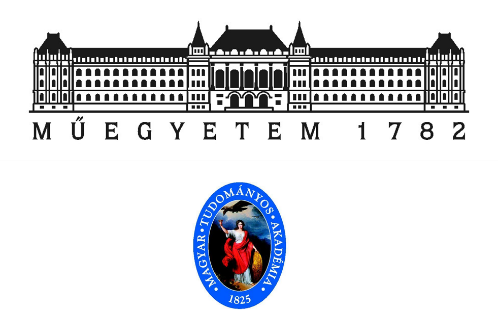 MŰEGYETEM 1782
MAGYAR · TUDOMÁNYOS · AKADÉMIA
1825